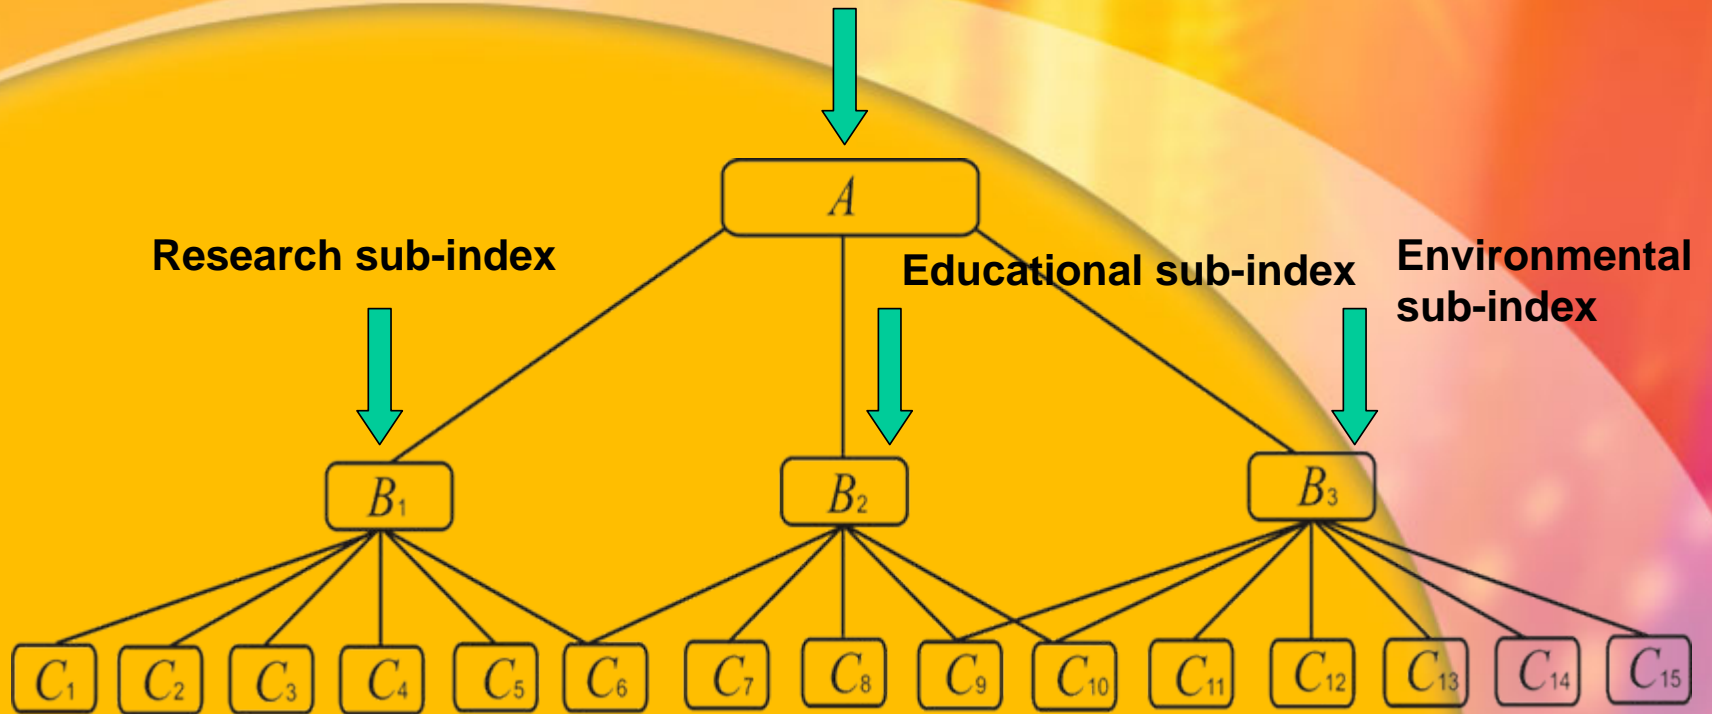 A
Research sub-index
Educational sub-index
Environmental
sub-index
B1
B2
B3
C1
C2
C3
C4
C5
C6
C7
C8
C9
C10
C11
C12
C13
C14
C15